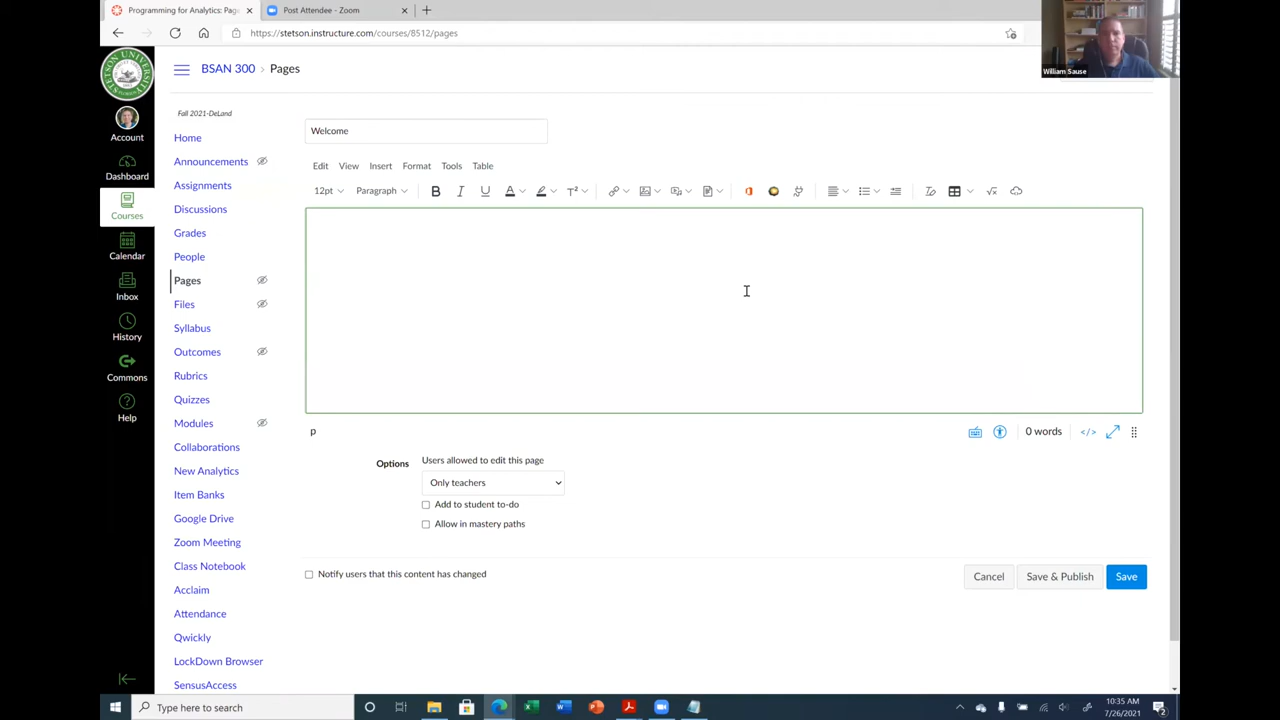 Programming for Analytics: Page
Post Attendee - Zoom
https://stetson.instructure.com/courses/8512/pages
William Sause
STETSON UNIVERSITY
BSAN 300 › Pages
Fall 2021-DeLand
Account
Dashboard
Courses
Calendar
Inbox
History
Commons
Help
Home
Announcements
Assignments
Discussions
Grades
People
Pages
Files
Syllabus
Outcomes
Rubrics
Quizzes
Modules
Collaborations
New Analytics
Item Banks
Google Drive
Zoom Meeting
Class Notebook
Acclaim
Attendance
Qwickly
LockDown Browser
SensusAccess
Welcome
Edit View Insert Format Tools Table
12pt Paragraph B I U A T²
p
0 words </>
Options
Users allowed to edit this page
Only teachers
Add to student to-do
Allow in mastery paths
Notify users that this content has changed
Cancel Save & Publish Save
Type here to search
10:35 AM
7/26/2021
2